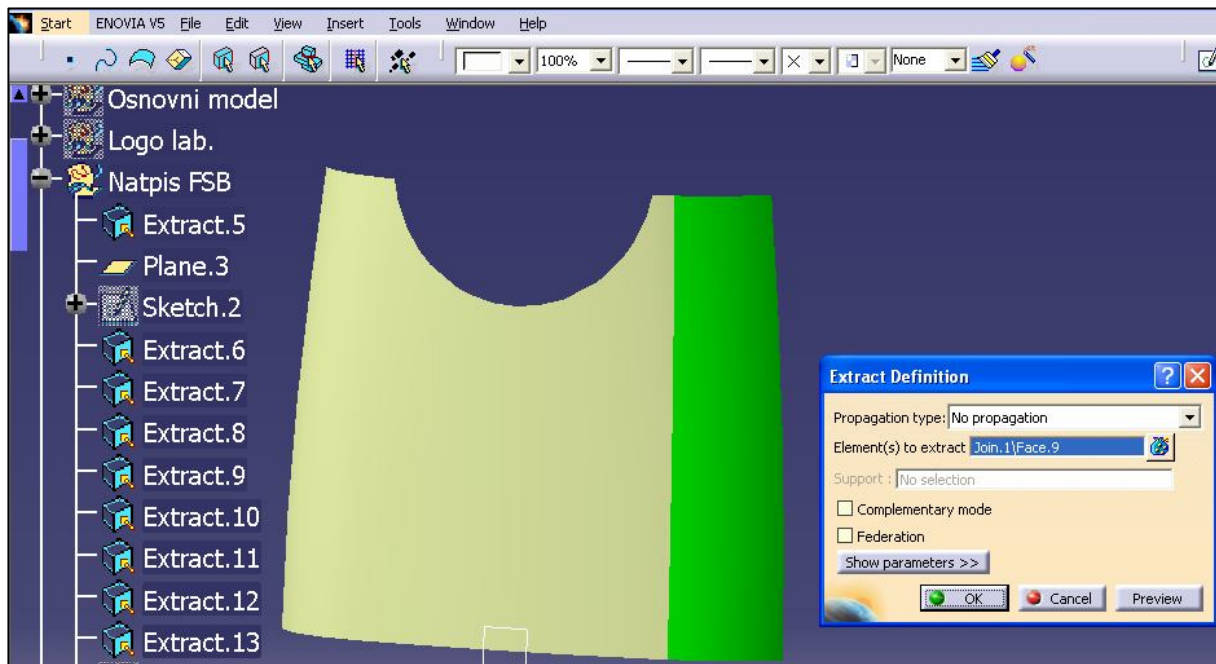 Start ENOVIA V5 File Edit View Insert Tools Window Help
100% None
Osnovni model
Logo lab.
Natpis FSB
Extract.5
Plane.3
Sketch.2
Extract.6
Extract.7
Extract.8
Extract.9
Extract.10
Extract.11
Extract.12
Extract.13
Extract Definition
Propagation type: No propagation
Element(s) to extract Join.1\Face.9
Support : No selection
Complementary mode
Federation
Show parameters >>
OK Cancel Preview